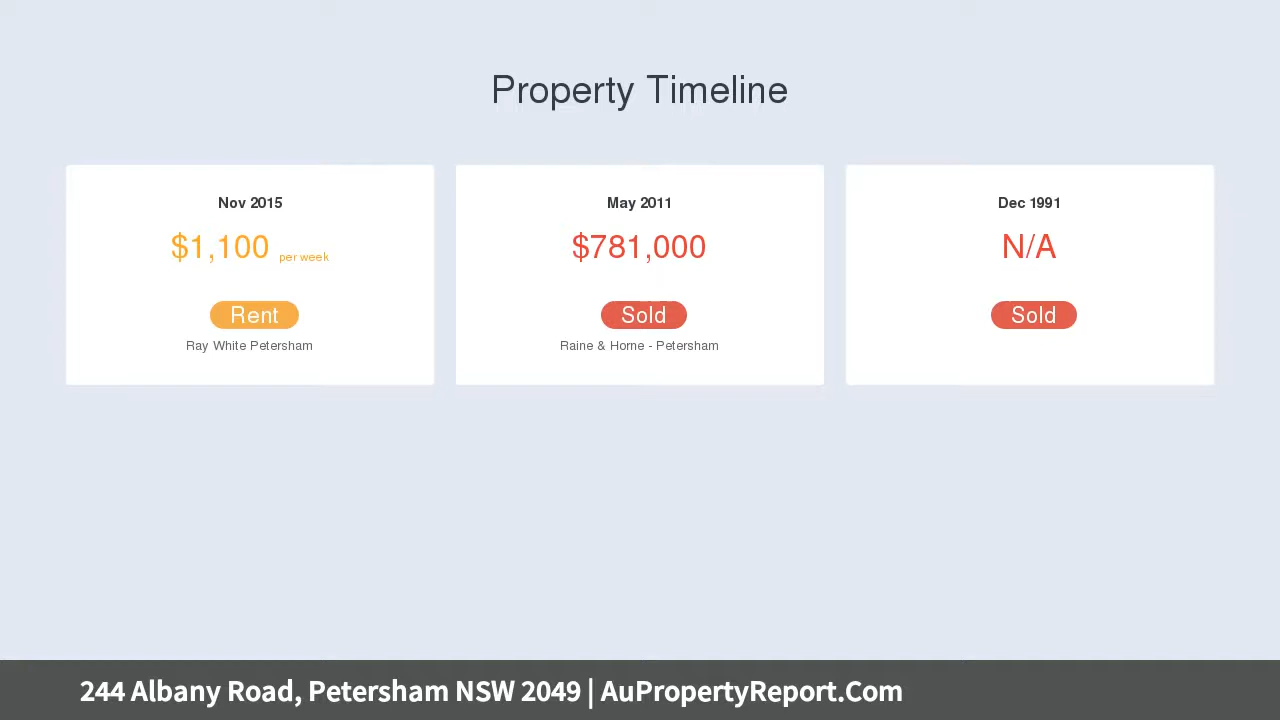 Property Timeline
Nov 2015
$1,100 per week
Rent
Ray White Petersham
May 2011
$781,000
Sold
Raine & Horne - Petersham
Dec 1991
N/A
Sold
244 Albany Road, Petersham NSW 2049 | AuPropertyReport.Com